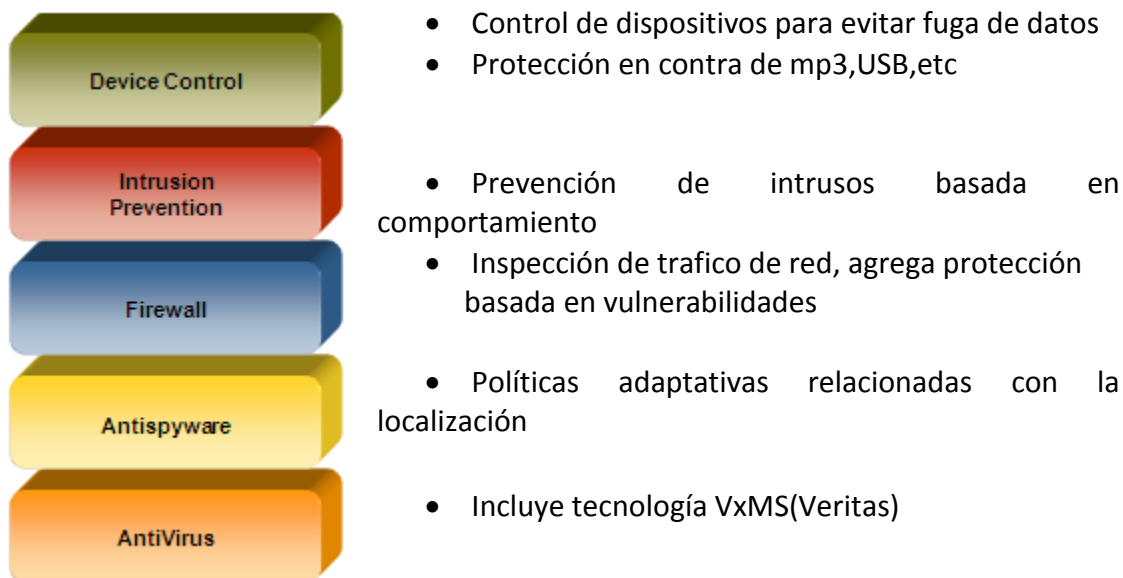 Device Control
• Control de dispositivos para evitar fuga de datos
• Protección en contra de mp3,USB,etc
Intrusion
Prevention
• Prevención de intrusos basada en
comportamiento
Firewall
• Inspección de trafico de red, agrega protección
basada en vulnerabilidades
Antispyware
• Políticas adaptativas relacionadas con la
localización
AntiVirus
• Incluye tecnología VxMS(Veritas)